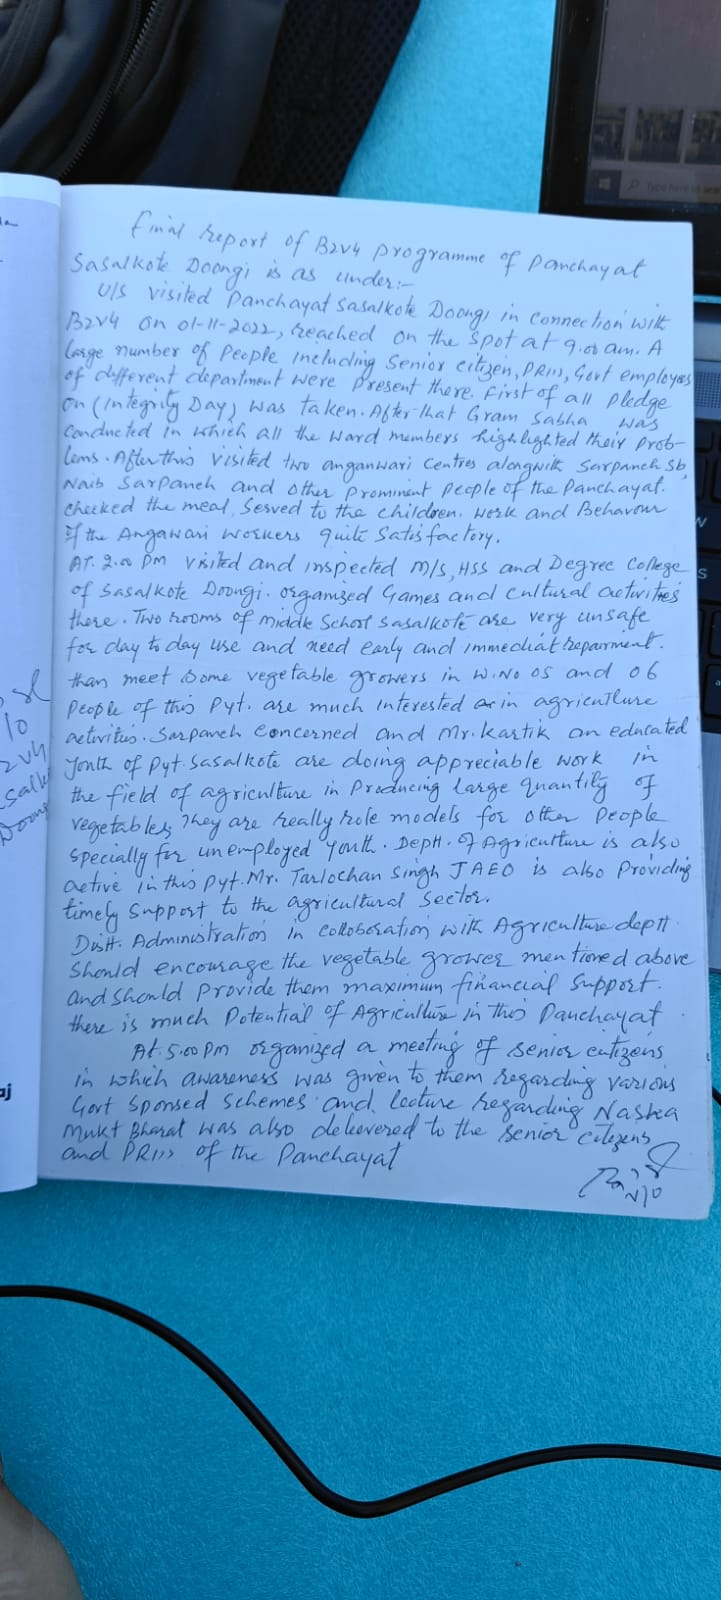 Final report of B2V4 programme of Panchayat
Sasalkote Doongi is as under:-
U/S visited Panchayat Sasalkote Doongi in connection with
B2V4 on 01-11-2022, reached on the spot at 9.00 am. A
large number of People including Senior citizen, PRIs, Govt employees
of different department were present there. First of all Pledge
on (Integrity Day) was taken. After that Gram Sabha was
conducted in which all the ward members highlighted their Prob-
lems. After this visited two anganwari centres alongwith Sarpanch Sb,
Naib Sarpanch and other Prominent People of the Panchayat.
checked the meal, served to the children. Work and Behavour
of the Angawari workers quite Satisfactory.
At. 2.00 PM visited and inspected M/S, HSS and Degree College
of Sasalkote Doongi. organized Games and cultural activities
there. Two rooms of Middle School Sasalkote are very unsafe
for day to day use and need early and immediat repairment.
than meet some vegetable growers in W.No 05 and 06
People of this Pyt. are much interested in agriculture
activities. Sarpanch concerned and Mr. Kartik an educated
youth of Pyt. Sasalkote are doing appreciable work in
the field of agriculture in Producing large quantity of
vegetables, They are really role models for other People
specially for unemployed youth. Deptt. of Agriculture is also
active in this Pyt. Mr. Tarlochan Singh JAEO is also Providing
timely support to the agricultural sector.
Distt. Administration in colloboration with Agriculture deptt
should encourage the vegetable grower mentioned above
and should Provide them maximum financial support.
there is much Potential of Agriculture in this Panchayat
At. 5.00 PM organized a meeting of senior citizens
in which awareness was given to them regarding various
Govt sponsed schemes and lecture regarding Nasha
Mukt Bharat was also delevered to the senior citizens
and PRIs of the Panchayat
Type here to